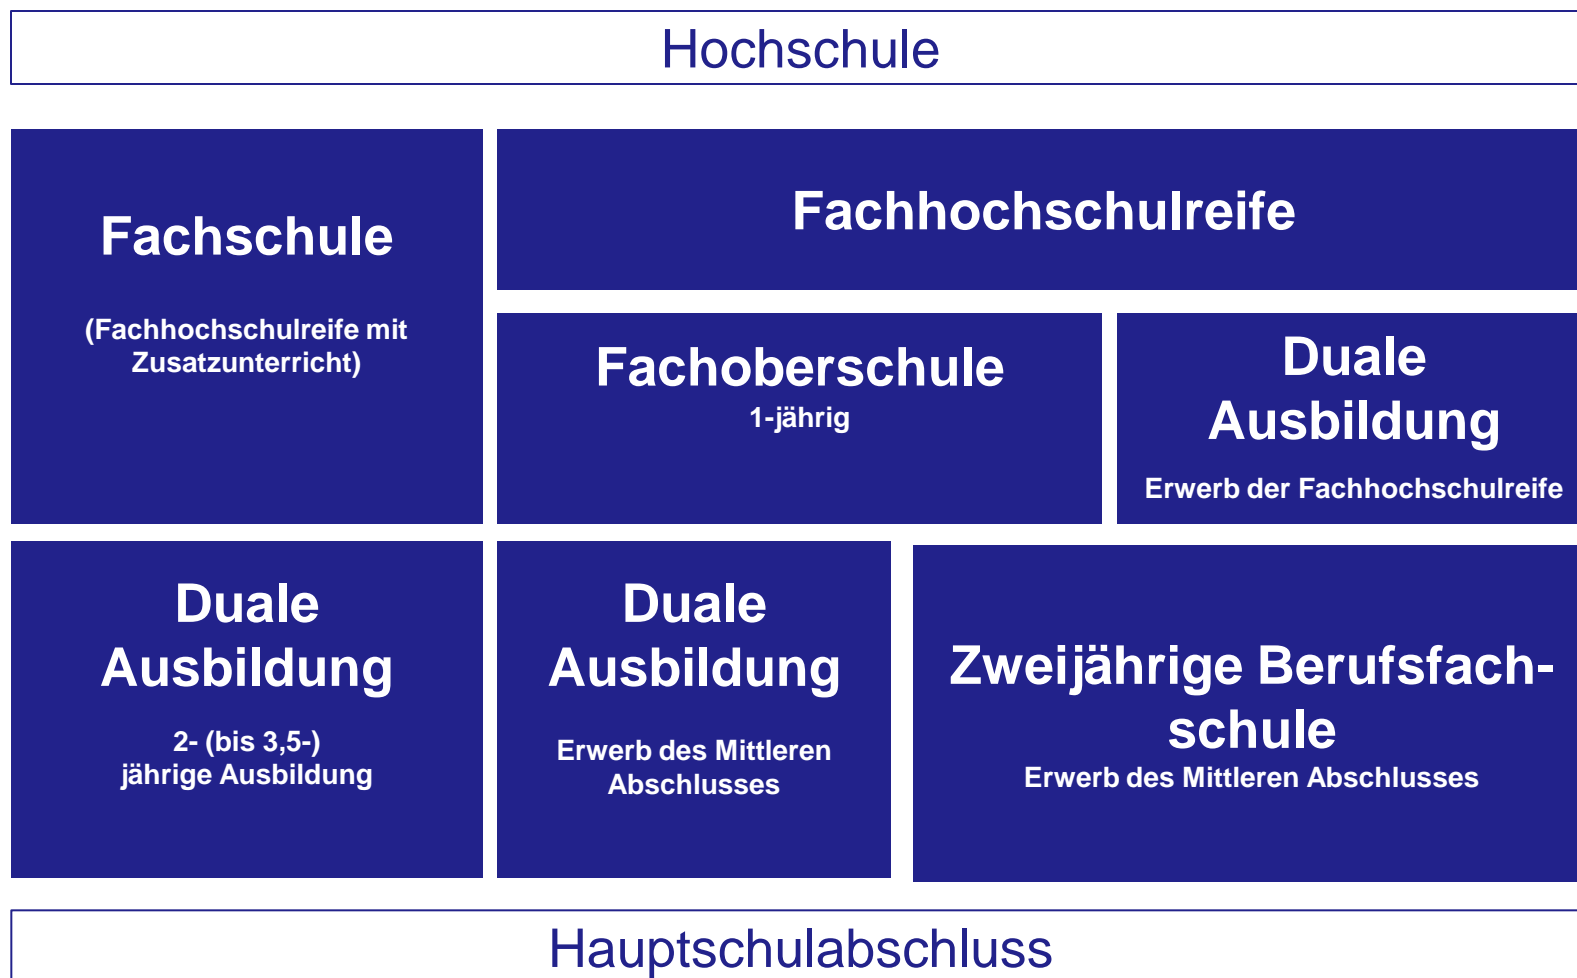 Hochschule
Fachschule
(Fachhochschulreife mit
Zusatzunterricht)
Fachhochschulreife
Fachoberschule
1-jährig
Duale
Ausbildung
Erwerb der Fachhochschulreife
Duale
Ausbildung
2- (bis 3,5-)
jährige Ausbildung
Duale
Ausbildung
Erwerb des Mittleren
Abschlusses
Zweijährige Berufsfach-
schule
Erwerb des Mittleren Abschlusses
Hauptschulabschluss